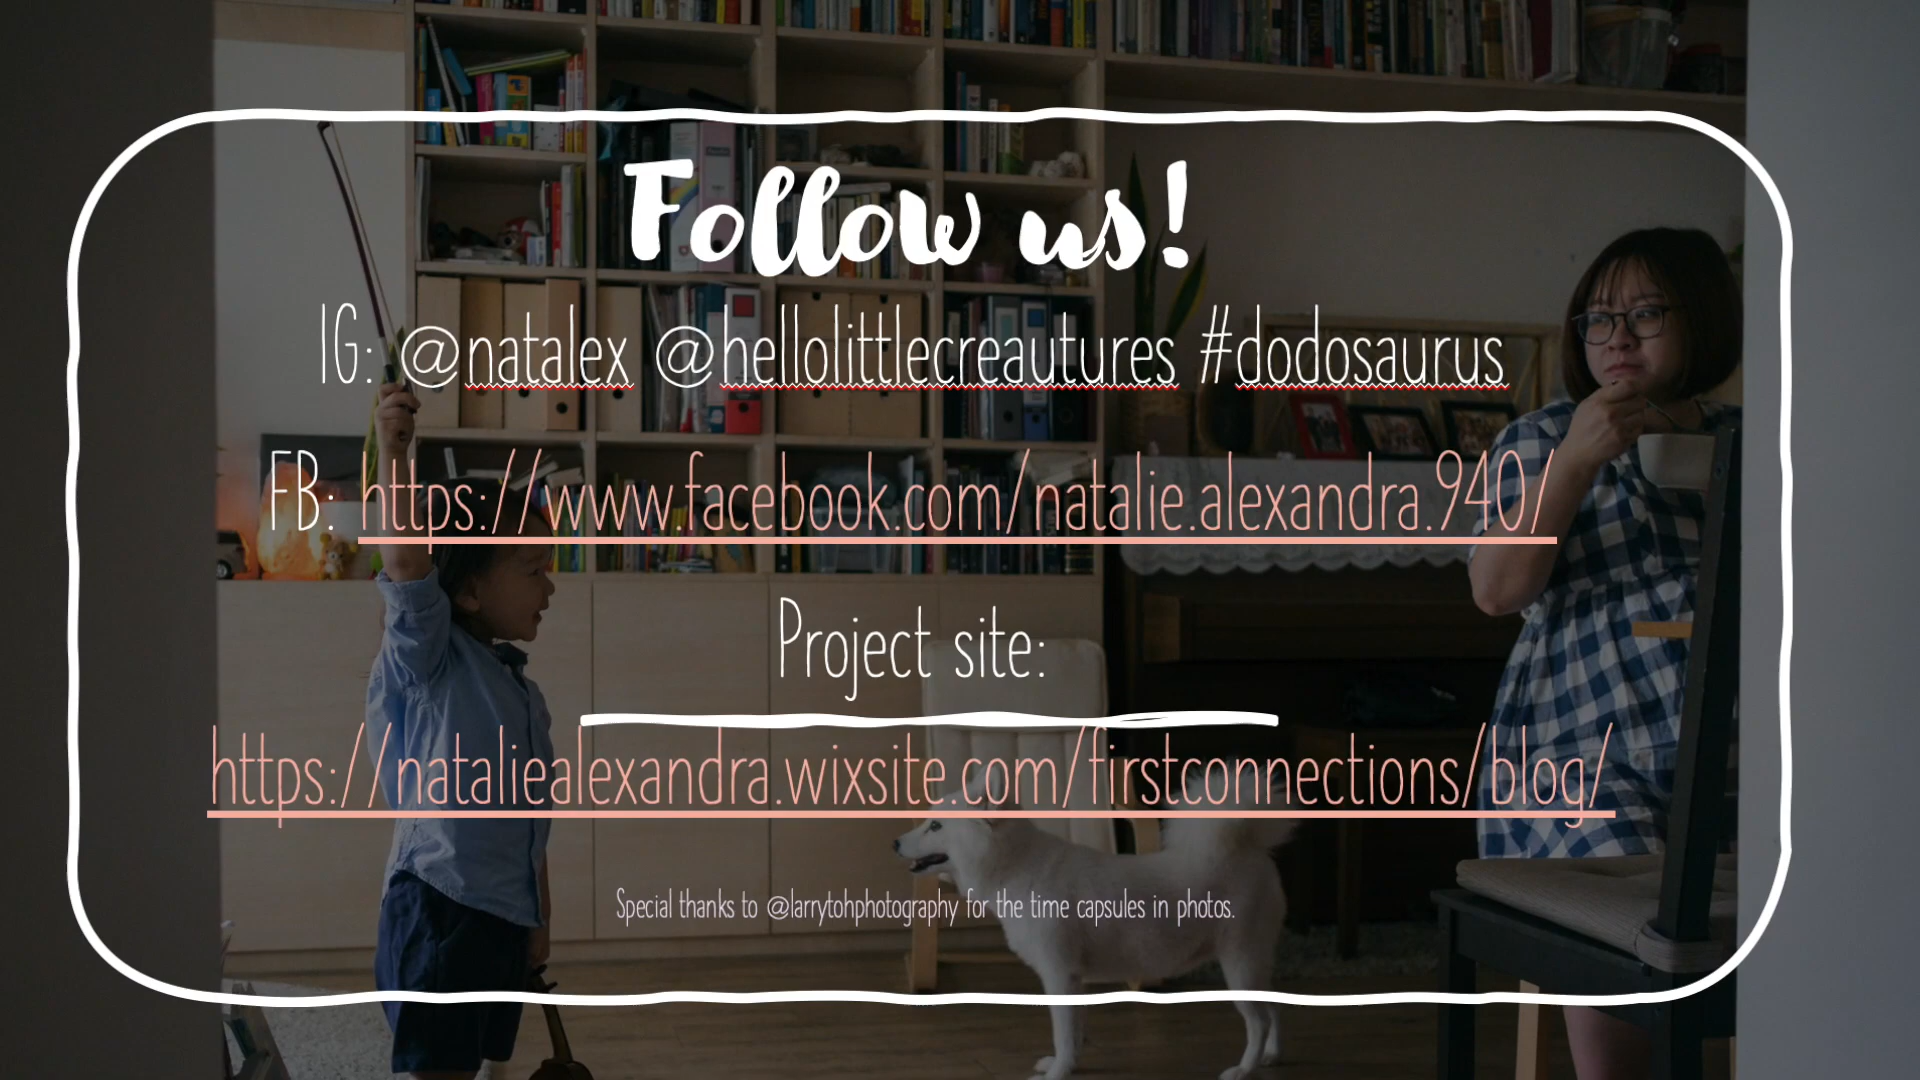 Follow us!
IG: @natalex @hellolittlecreautures #dodosaurus
FB: https://www.facebook.com/natalie.alexandra.940/
Project site:
https://nataliealexandra.wixsite.com/firstconnections/blog/
Special thanks to @larrytohphotography for the time capsules in photos.